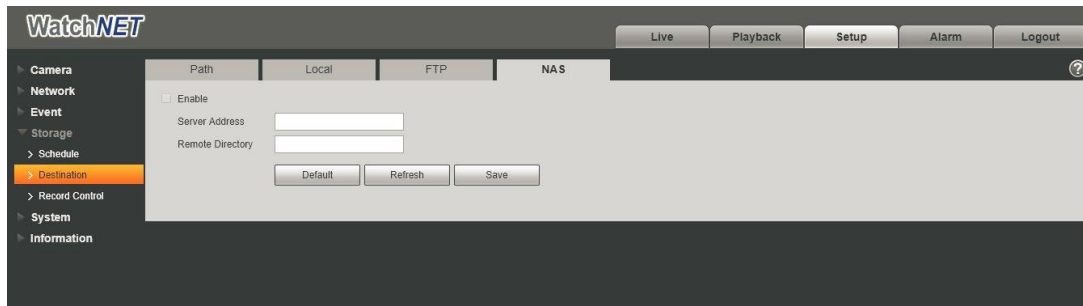 WatchNET
Live Playback Setup Alarm Logout
Camera
Network
Event
Storage
> Schedule
> Destination
> Record Control
System
Information
Path Local FTP NAS
?
Enable
Server Address
Remote Directory
Default Refresh Save